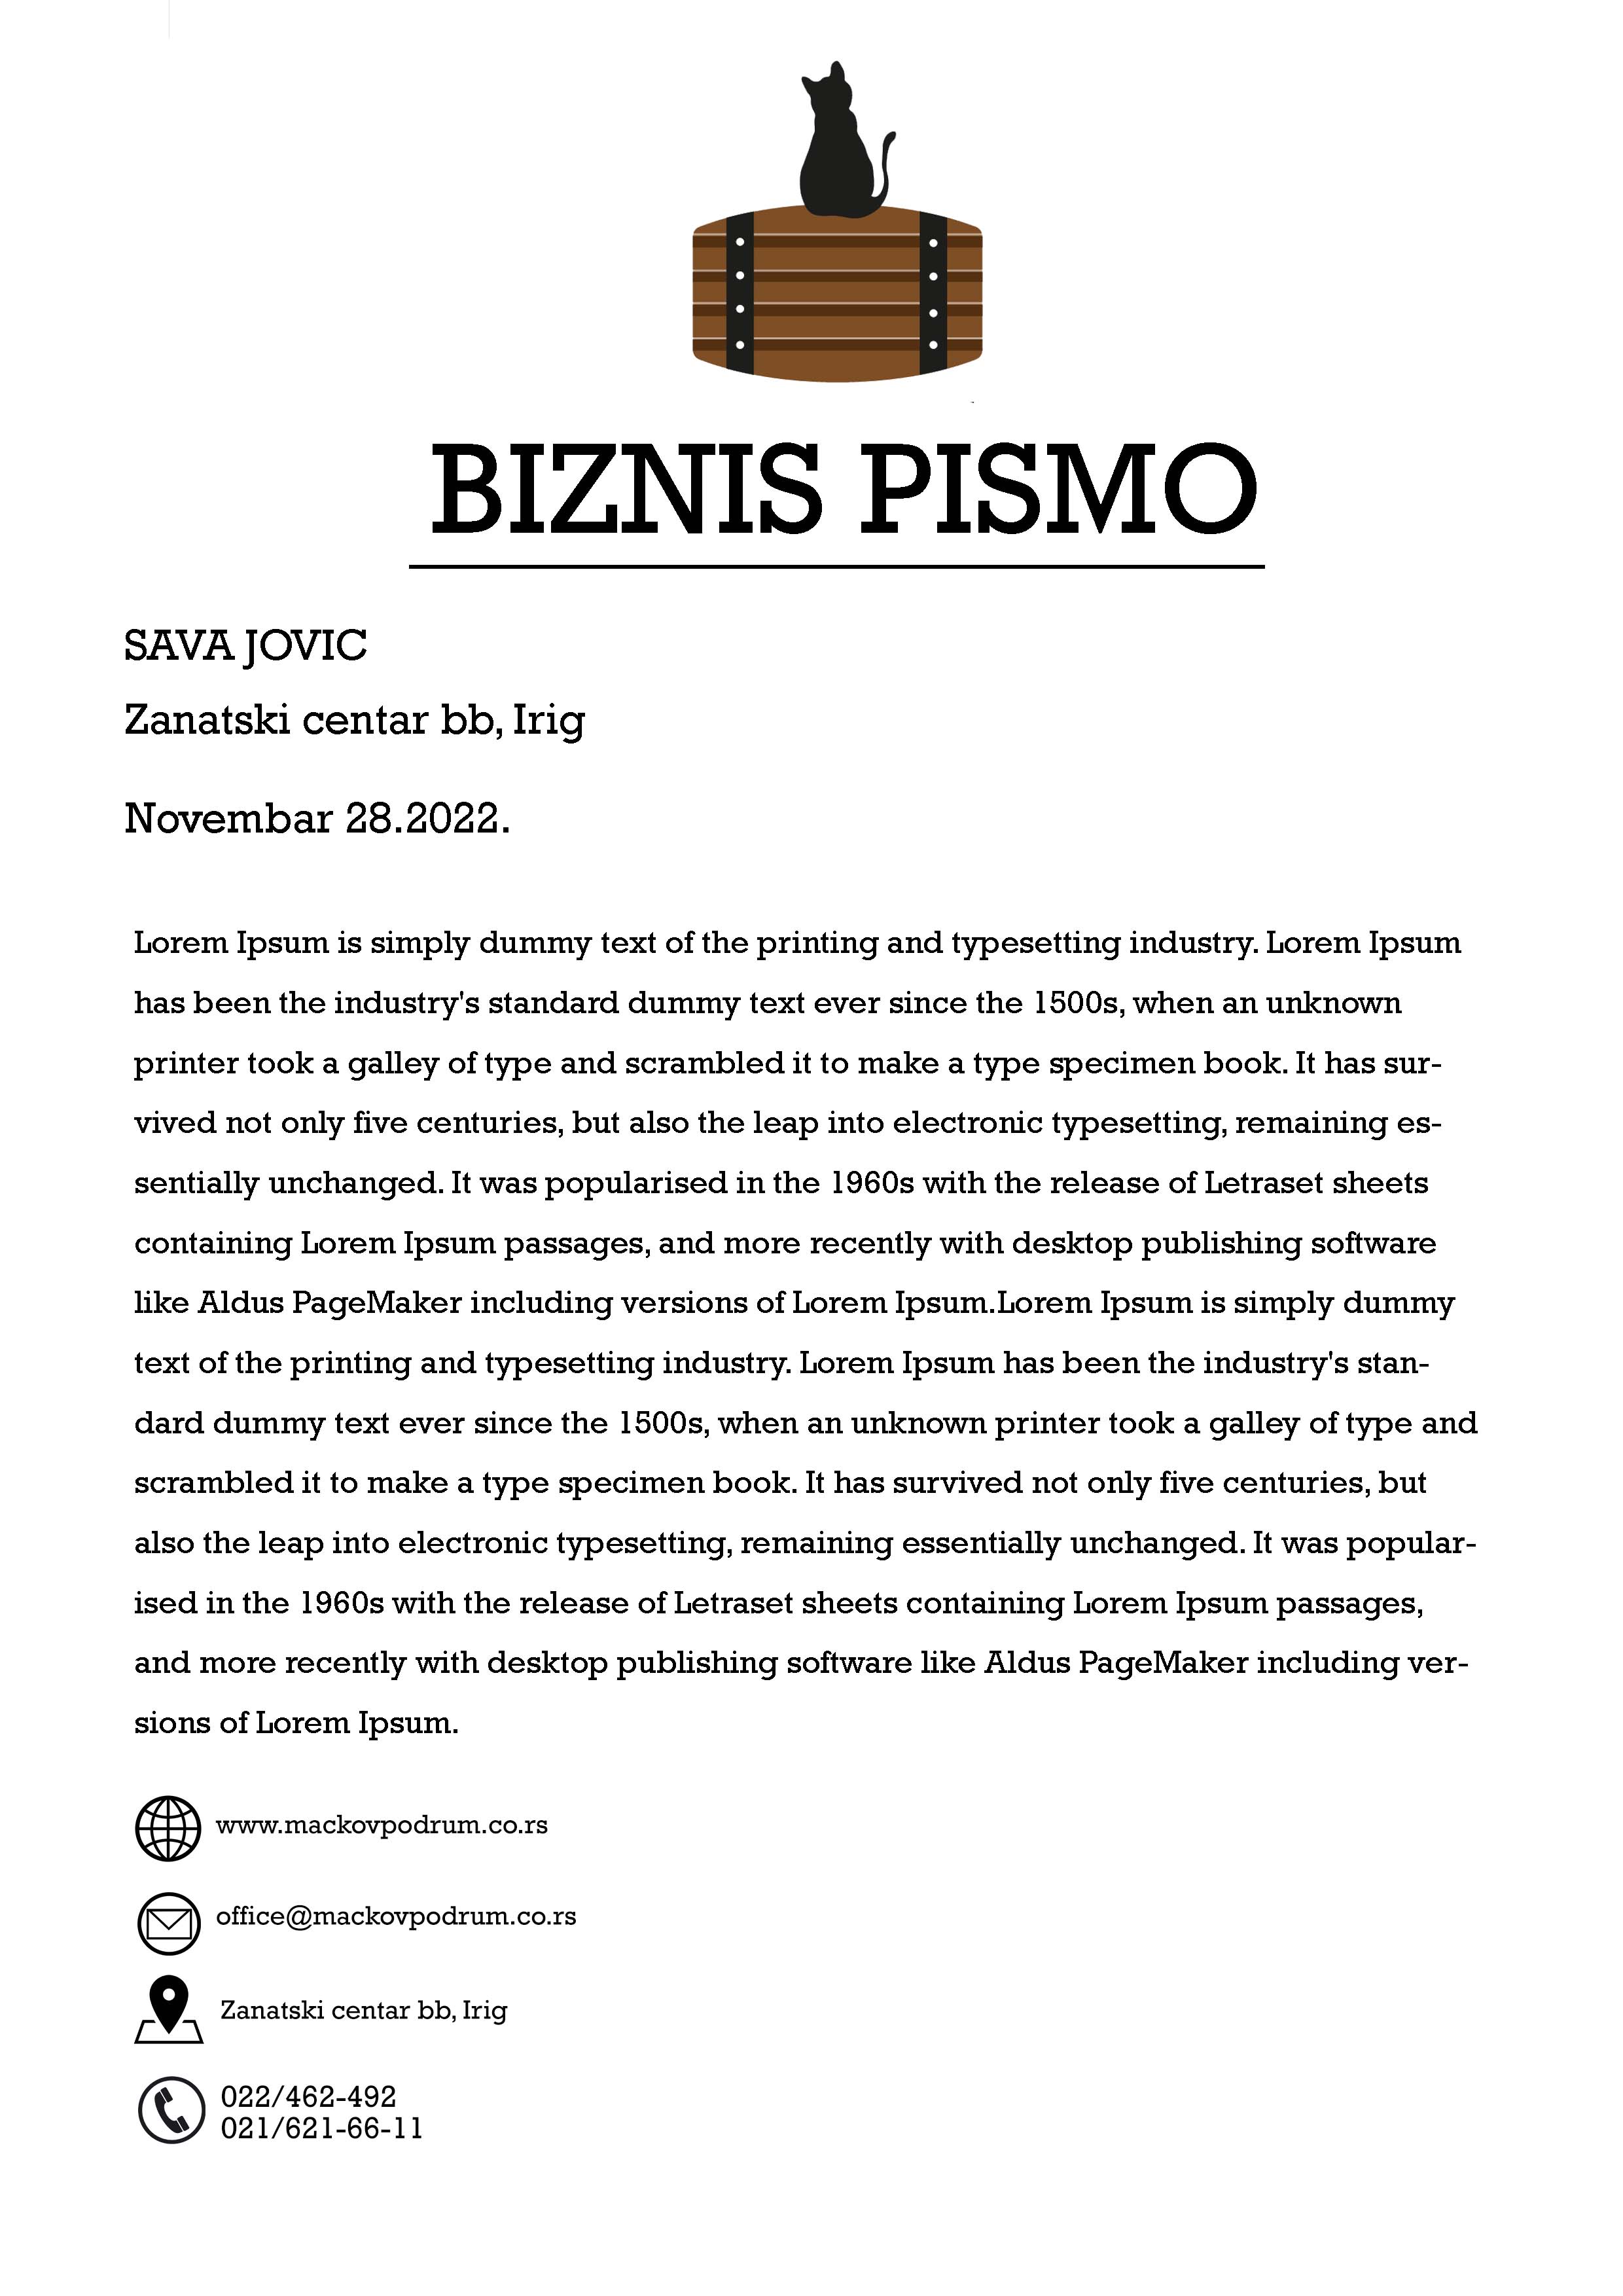 BIZNIS PISMO
SAVA JOVIC
Zanatski centar bb, Irig
Novembar 28.2022.
Lorem Ipsum is simply dummy text of the printing and typesetting industry. Lorem Ipsum
has been the industry's standard dummy text ever since the 1500s, when an unknown
printer took a galley of type and scrambled it to make a type specimen book. It has sur-
vived not only five centuries, but also the leap into electronic typesetting, remaining es-
sentially unchanged. It was popularised in the 1960s with the release of Letraset sheets
containing Lorem Ipsum passages, and more recently with desktop publishing software
like Aldus PageMaker including versions of Lorem Ipsum.Lorem Ipsum is simply dummy
text of the printing and typesetting industry. Lorem Ipsum has been the industry's stan-
dard dummy text ever since the 1500s, when an unknown printer took a galley of type and
scrambled it to make a type specimen book. It has survived not only five centuries, but
also the leap into electronic typesetting, remaining essentially unchanged. It was popular-
ised in the 1960s with the release of Letraset sheets containing Lorem Ipsum passages,
and more recently with desktop publishing software like Aldus PageMaker including ver-
sions of Lorem Ipsum.
www.mackovpodrum.co.rs
office@mackovpodrum.co.rs
Zanatski centar bb, Irig
022/462-492
021/621-66-11